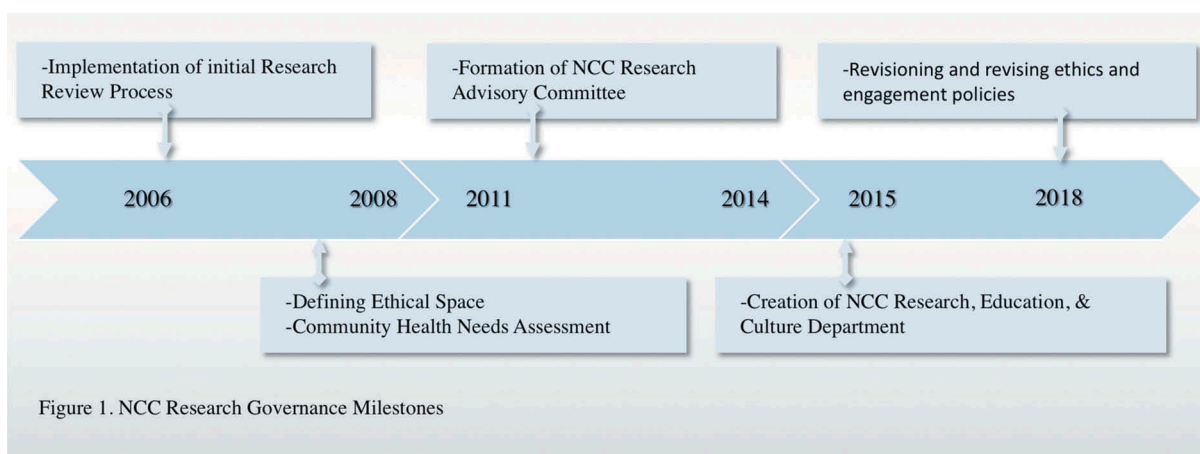 -Implementation of initial Research
Review Process
-Formation of NCC Research
Advisory Committee
-Revisioning and revising ethics and
engagement policies
2006
2008
2011
2014
2015
2018
-Defining Ethical Space
-Community Health Needs Assessment
-Creation of NCC Research, Education, &
Culture Department
Figure 1. NCC Research Governance Milestones